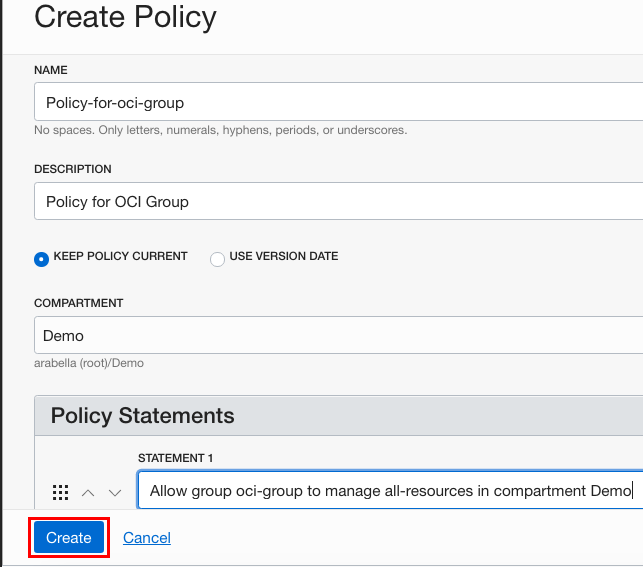 Create Policy
NAME
Policy-for-oci-group
No spaces. Only letters, numerals, hyphens, periods, or underscores.
DESCRIPTION
Policy for OCI Group
KEEP POLICY CURRENT USE VERSION DATE
COMPARTMENT
Demo
arabella (root)/Demo
Policy Statements
STATEMENT 1
Allow group oci-group to manage all-resources in compartment Demo
Create Cancel